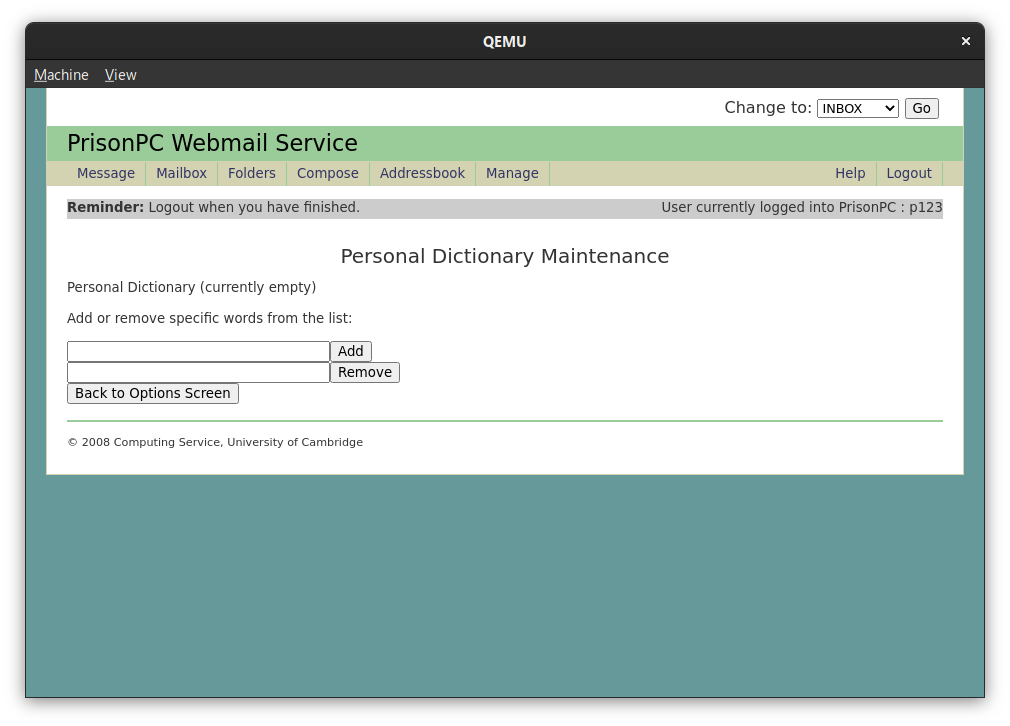 QEMU ×
Machine View
Change to: INBOX Go
PrisonPC Webmail Service
Message Mailbox Folders Compose Addressbook Manage Help Logout
Reminder: Logout when you have finished. User currently logged into PrisonPC : p123
Personal Dictionary Maintenance
Personal Dictionary (currently empty)
Add or remove specific words from the list:
Add
Remove
Back to Options Screen
© 2008 Computing Service, University of Cambridge